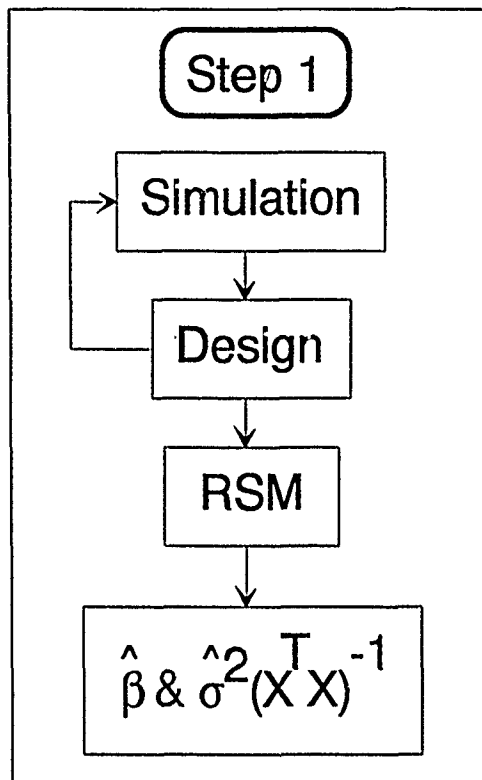 Step 1
Simulation
Design
RSM
β̂ & σ̂²(XᵀX)⁻¹